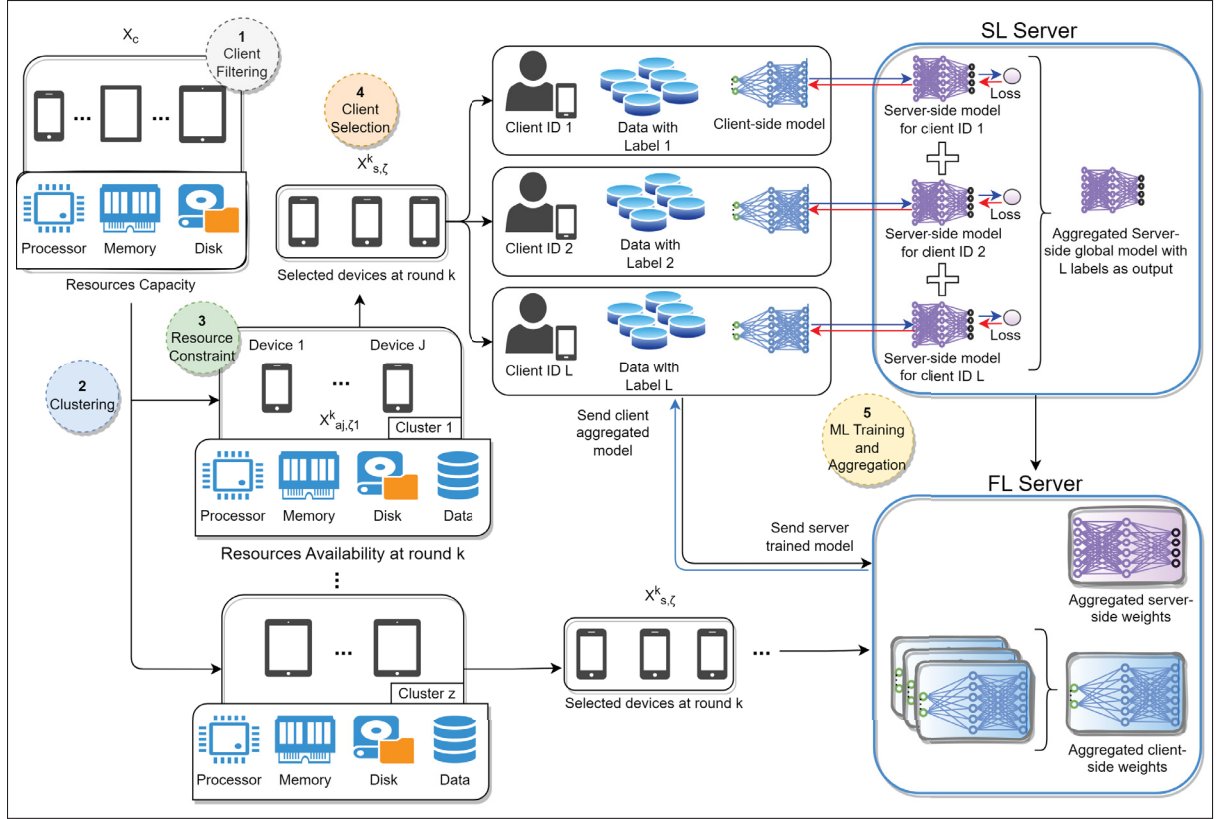 X_c
1
Client
Filtering
Processor
Memory
Disk
Resources Capacity
2
Clustering
3
Resource
Constraint
Device 1
...
Device J
X^k_aj,ζ1
Cluster 1
Processor
Memory
Disk
Data
Resources Availability at round k
...
Cluster z
Processor
Memory
Disk
Data
4
Client
Selection
X^k_s,ζ
Selected devices at round k
Client ID 1
Data with
Label 1
Client-side model
Client ID 2
Data with
Label 2
Client ID L
Data with
Label L
SL Server
Loss
Server-side model
for client ID 1
Loss
Server-side model
for client ID 2
Loss
Server-side model
for client ID L
Aggregated Server-
side global model with
L labels as output
Send client
aggregated
model
5
ML Training
and
Aggregation
Send server
trained model
X^k_s,ζ
Selected devices at round k
...
FL Server
Aggregated server-
side weights
Aggregated client-
side weights